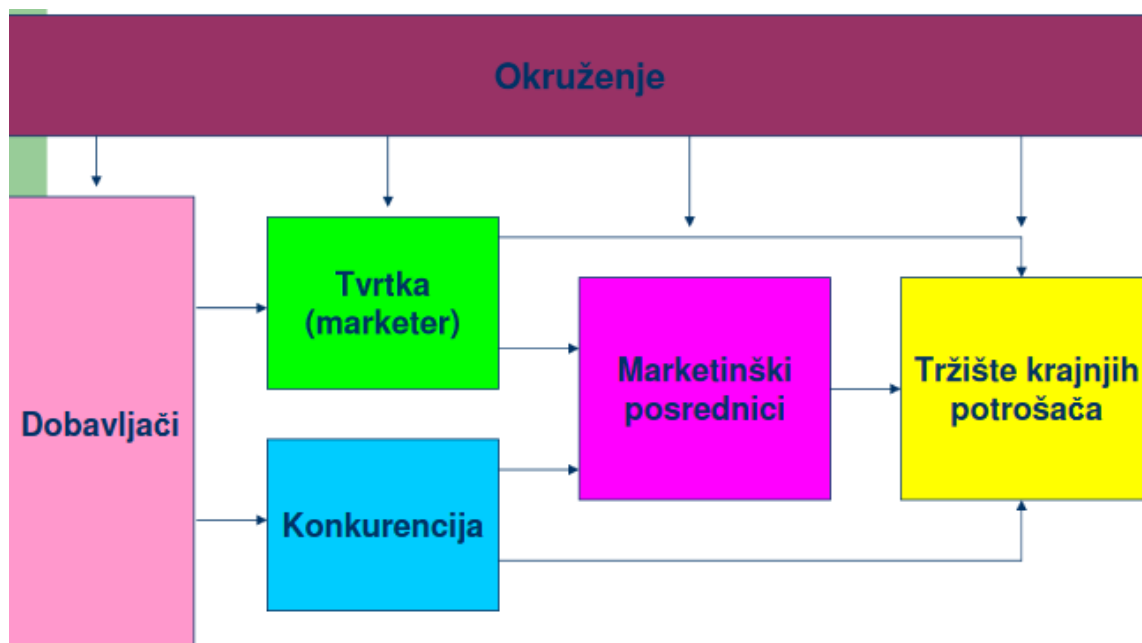 Okruženje
Tvrtka
(marketer)
Marketinški
posrednici
Tržište krajnjih
potrošača
Dobavljači
Konkurencija